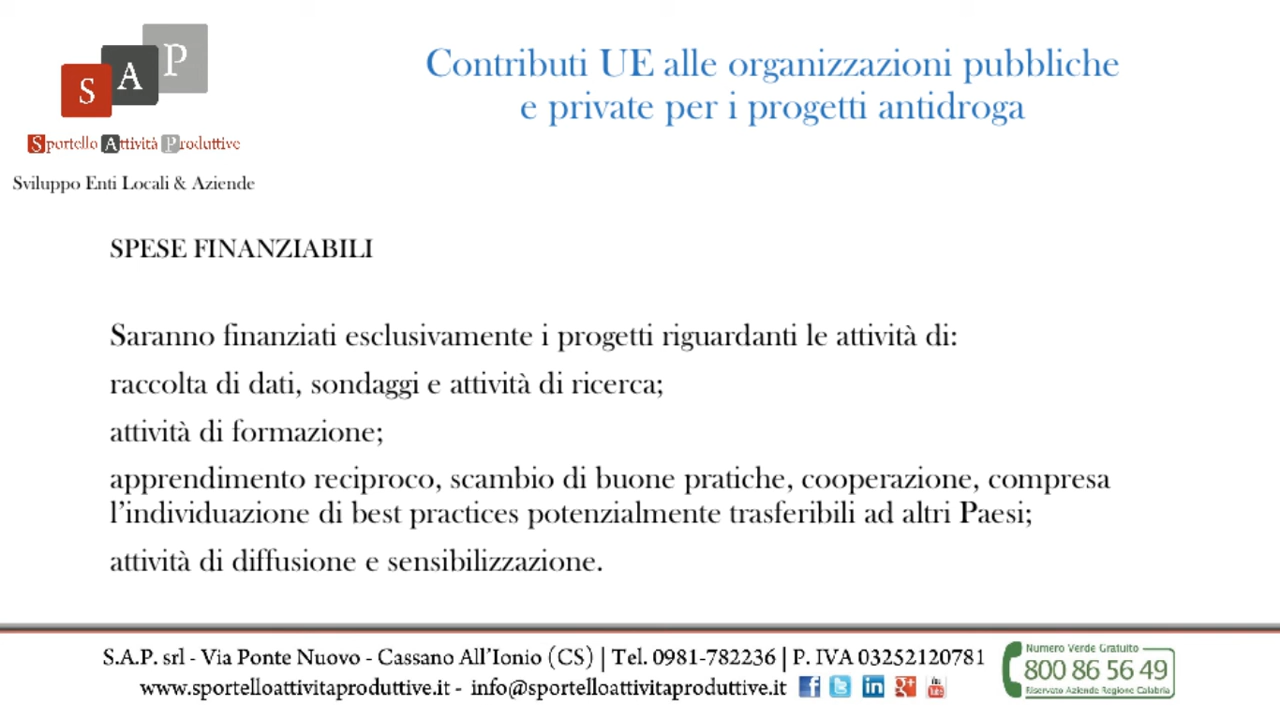 S A P
Sportello Attività Produttive
Sviluppo Enti Locali & Aziende
Contributi UE alle organizzazioni pubbliche
e private per i progetti antidroga
SPESE FINANZIABILI
Saranno finanziati esclusivamente i progetti riguardanti le attività di:
raccolta di dati, sondaggi e attività di ricerca;
attività di formazione;
apprendimento reciproco, scambio di buone pratiche, cooperazione, compresa
l’individuazione di best practices potenzialmente trasferibili ad altri Paesi;
attività di diffusione e sensibilizzazione.
S.A.P. srl - Via Ponte Nuovo - Cassano All’Ionio (CS) | Tel. 0981-782236 | P. IVA 03252120781
www.sportelloattivitaproduttive.it - info@sportelloattivitaproduttive.it
Numero Verde Gratuito
800 86 56 49
Riservato Aziende Regione Calabria